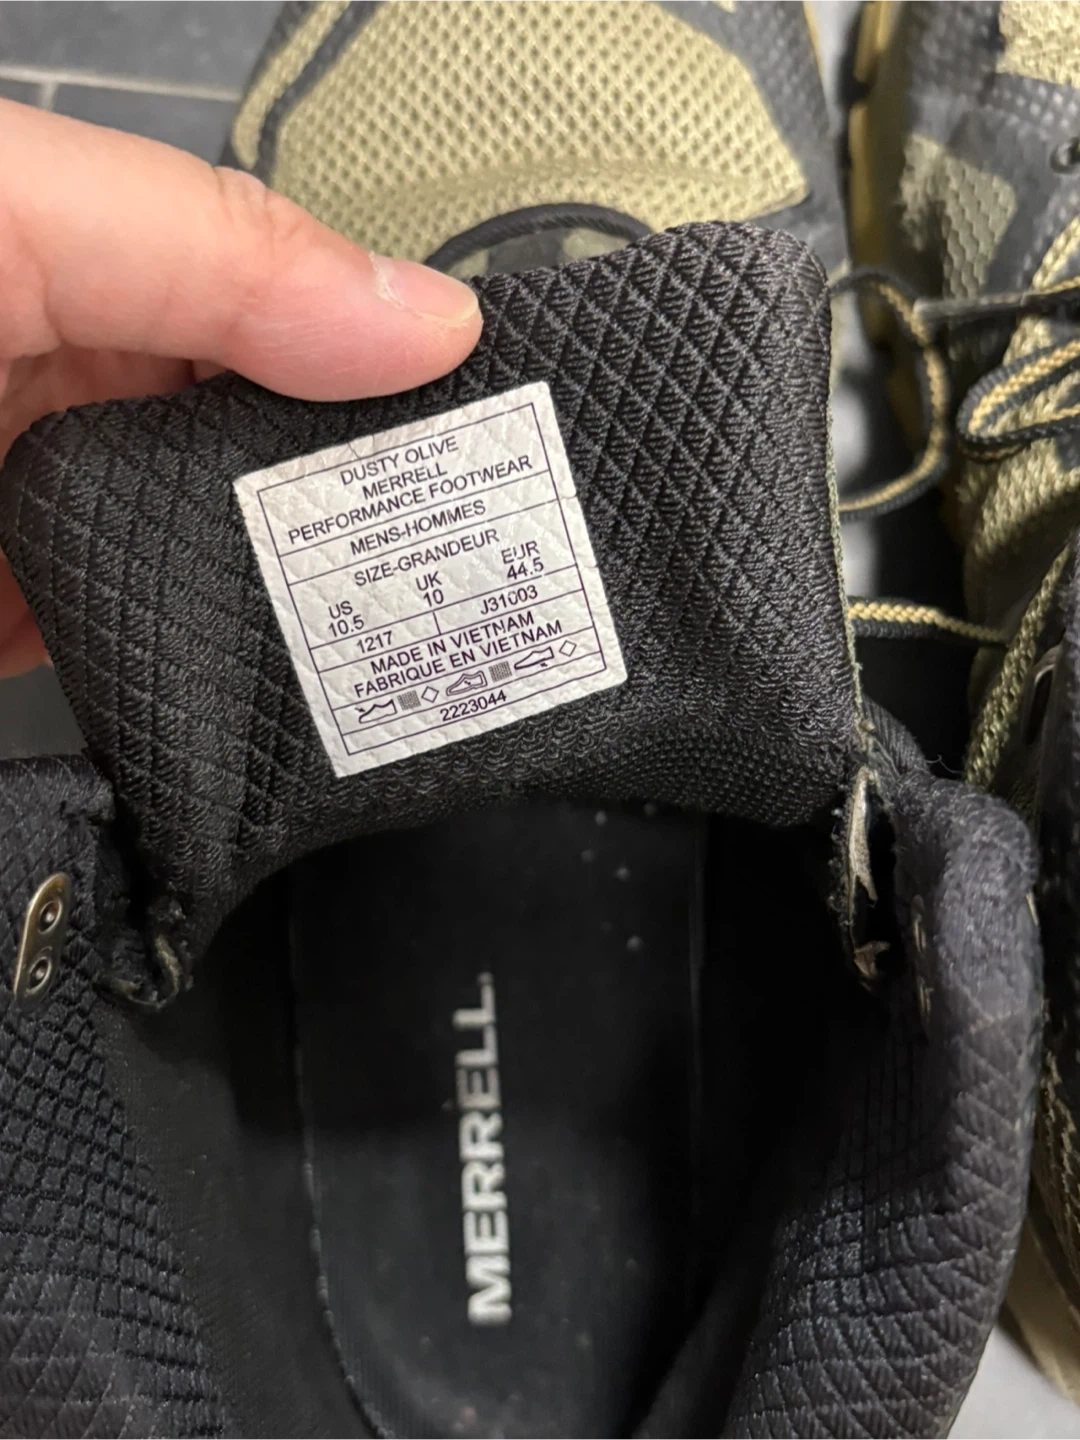 DUSTY OLIVE
MERRELL
PERFORMANCE FOOTWEAR
MENS-HOMMES
SIZE-GRANDEUR
US UK EUR
10.5 10 44.5
1217 J31003
MADE IN VIETNAM
FABRIQUE EN VIETNAM
2223044
MERRELL.